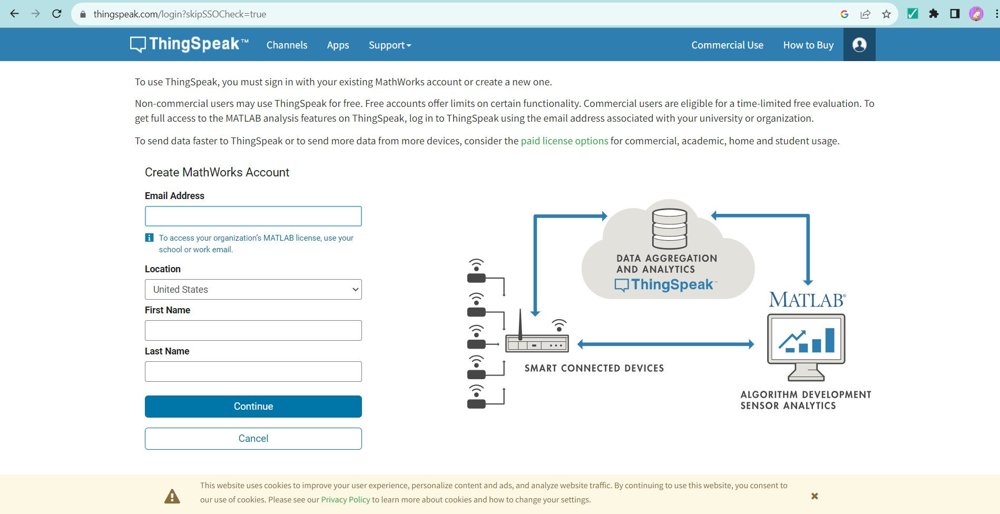 thingspeak.com/login?skipSSOCheck=true
ThingSpeak™ Channels Apps Support Commercial Use How to Buy
To use ThingSpeak, you must sign in with your existing MathWorks account or create a new one.
Non-commercial users may use ThingSpeak for free. Free accounts offer limits on certain functionality. Commercial users are eligible for a time-limited free evaluation. To
get full access to the MATLAB analysis features on ThingSpeak, log in to ThingSpeak using the email address associated with your university or organization.
To send data faster to ThingSpeak or to send more data from more devices, consider the paid license options for commercial, academic, home and student usage.
Create MathWorks Account
Email Address
To access your organization's MATLAB license, use your
school or work email.
Location
United States
First Name
Last Name
Continue
Cancel
DATA AGGREGATION
AND ANALYTICS
ThingSpeak™
MATLAB®
SMART CONNECTED DEVICES
ALGORITHM DEVELOPMENT
SENSOR ANALYTICS
This website uses cookies to improve your user experience, personalize content and ads, and analyze website traffic. By continuing to use this website, you consent to
our use of cookies. Please see our Privacy Policy to learn more about cookies and how to change your settings.